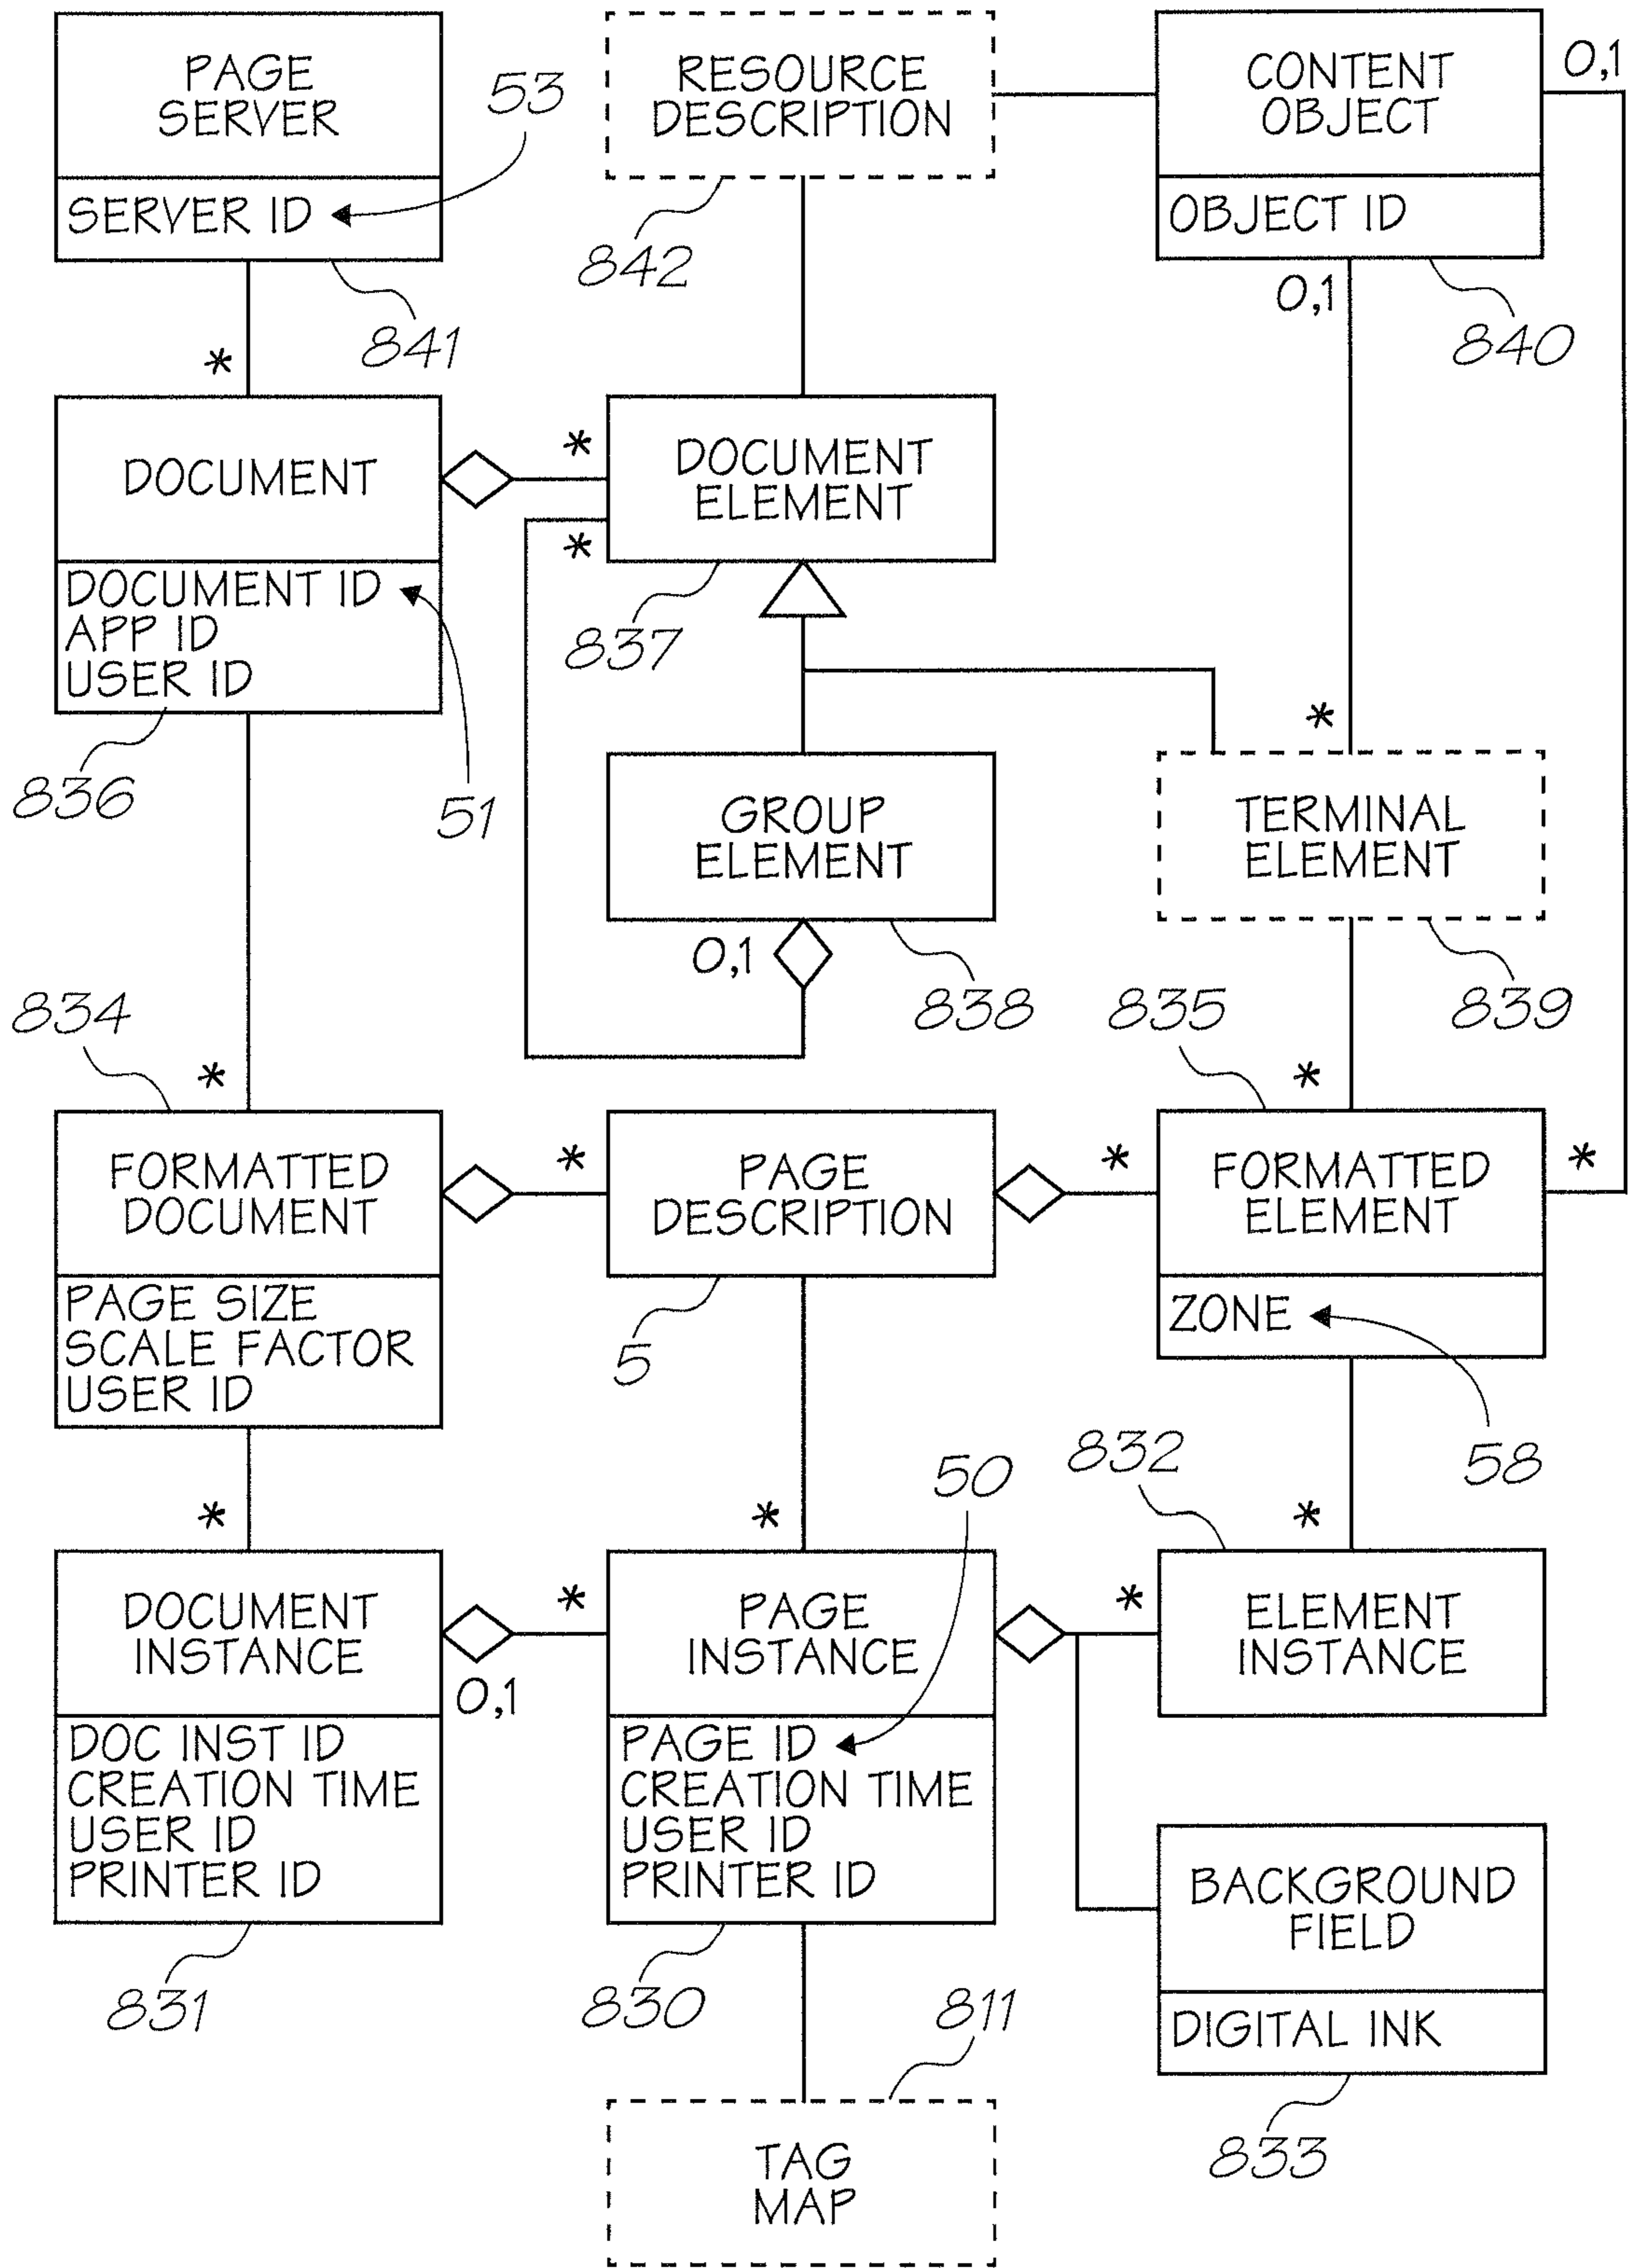 PAGE
SERVER
53
SERVER ID
841
RESOURCE
DESCRIPTION
842
CONTENT
OBJECT
0,1
OBJECT ID
0,1
840
*
DOCUMENT
*
DOCUMENT
ELEMENT
*
837
DOCUMENT ID
APP ID
USER ID
836
51
*
GROUP
ELEMENT
0,1
838
TERMINAL
ELEMENT
839
834
*
835
*
FORMATTED
DOCUMENT
*
PAGE
DESCRIPTION
*
FORMATTED
ELEMENT
*
PAGE SIZE
SCALE FACTOR
USER ID
5
ZONE
58
*
*
50
832
*
DOCUMENT
INSTANCE
0,1
*
PAGE
INSTANCE
*
ELEMENT
INSTANCE
DOC INST ID
CREATION TIME
USER ID
PRINTER ID
831
PAGE ID
CREATION TIME
USER ID
PRINTER ID
830
BACKGROUND
FIELD
DIGITAL INK
833
811
TAG
MAP